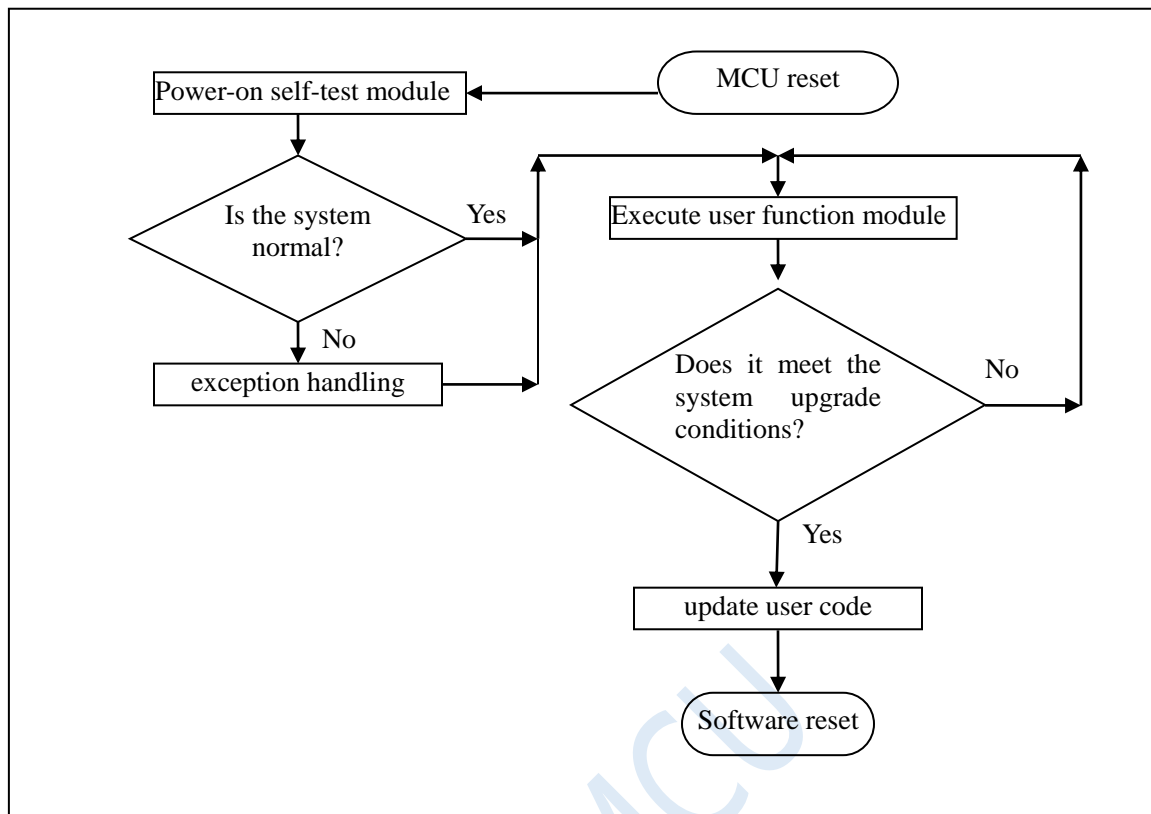 MCU reset
Power-on self-test module
Is the system
normal?
Yes
No
exception handling
Execute user function module
Does it meet the
system upgrade
conditions?
No
Yes
update user code
Software reset
MCU